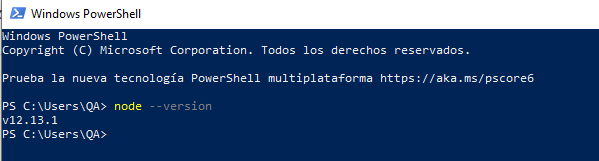 Windows PowerShell
Windows PowerShell
Copyright (C) Microsoft Corporation. Todos los derechos reservados.
Prueba la nueva tecnología PowerShell multiplataforma https://aka.ms/pscore6
PS C:\Users\QA> node --version
v12.13.1
PS C:\Users\QA>